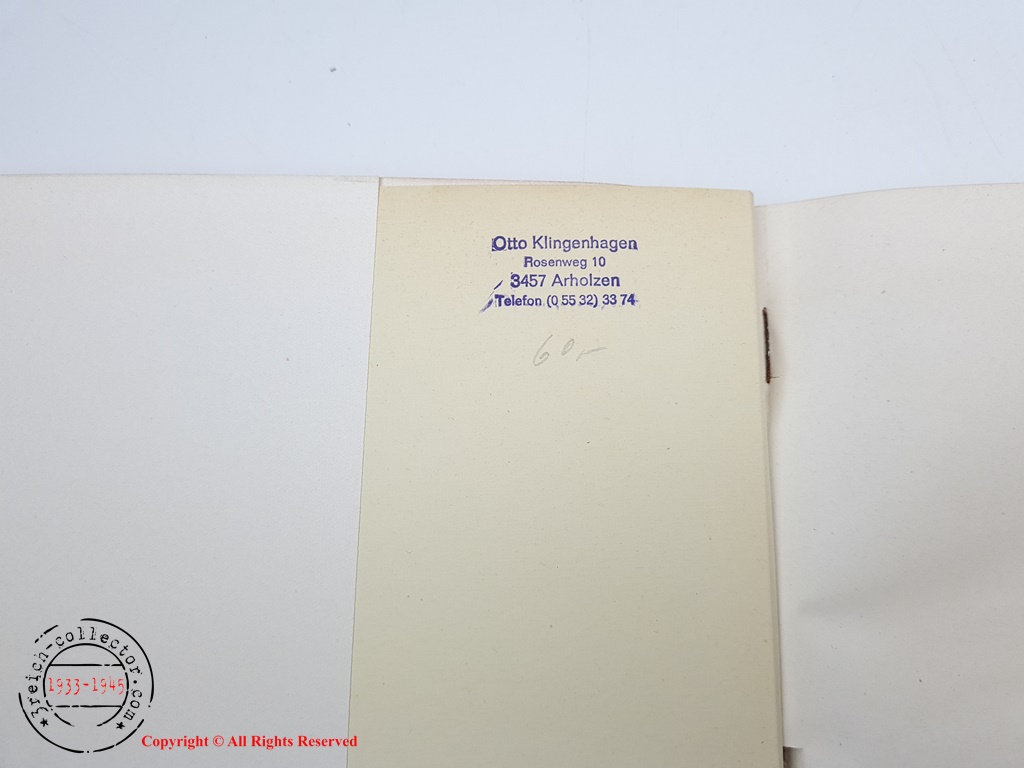 Otto Klingenhagen
Rosenweg 10
3457 Arholzen
Telefon (0 55 32) 33 74
60,-
3reich-collector.com
1933-1945
Copyright © All Rights Reserved